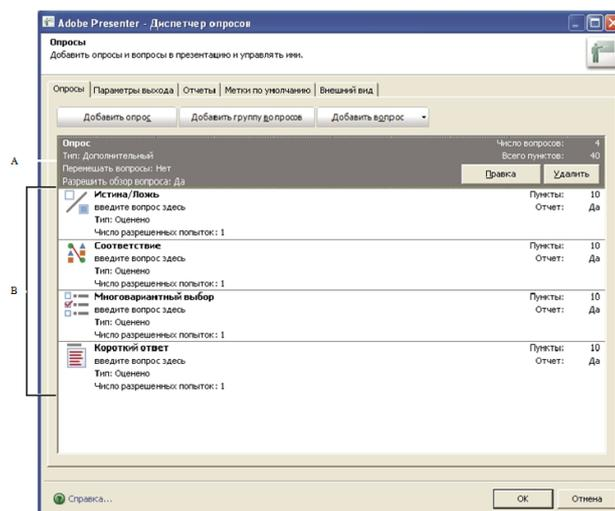 Adobe Presenter - Диспетчер опросов
Опросы
Добавить опросы и вопросы в презентацию и управлять ими.
Опросы Параметры выхода Отчеты Метки по умолчанию Внешний вид
Добавить опрос Добавить группу вопросов Добавить вопрос
A
Опрос Число вопросов: 4
Тип: Дополнительный Всего пунктов: 40
Перемешать вопросы: Нет
Разрешить обзор вопроса: Да
Правка Удалить
B
Истина/Ложь Пункты: 10
введите вопрос здесь Отчет: Да
Тип: Оценено
Число разрешенных попыток: 1
Соответствие Пункты: 10
введите вопрос здесь Отчет: Да
Тип: Оценено
Число разрешенных попыток: 1
Многовариантный выбор Пункты: 10
введите вопрос здесь Отчет: Да
Тип: Оценено
Число разрешенных попыток: 1
Короткий ответ Пункты: 10
введите вопрос здесь Отчет: Да
Тип: Оценено
Число разрешенных попыток: 1
Справка... ОК Отмена